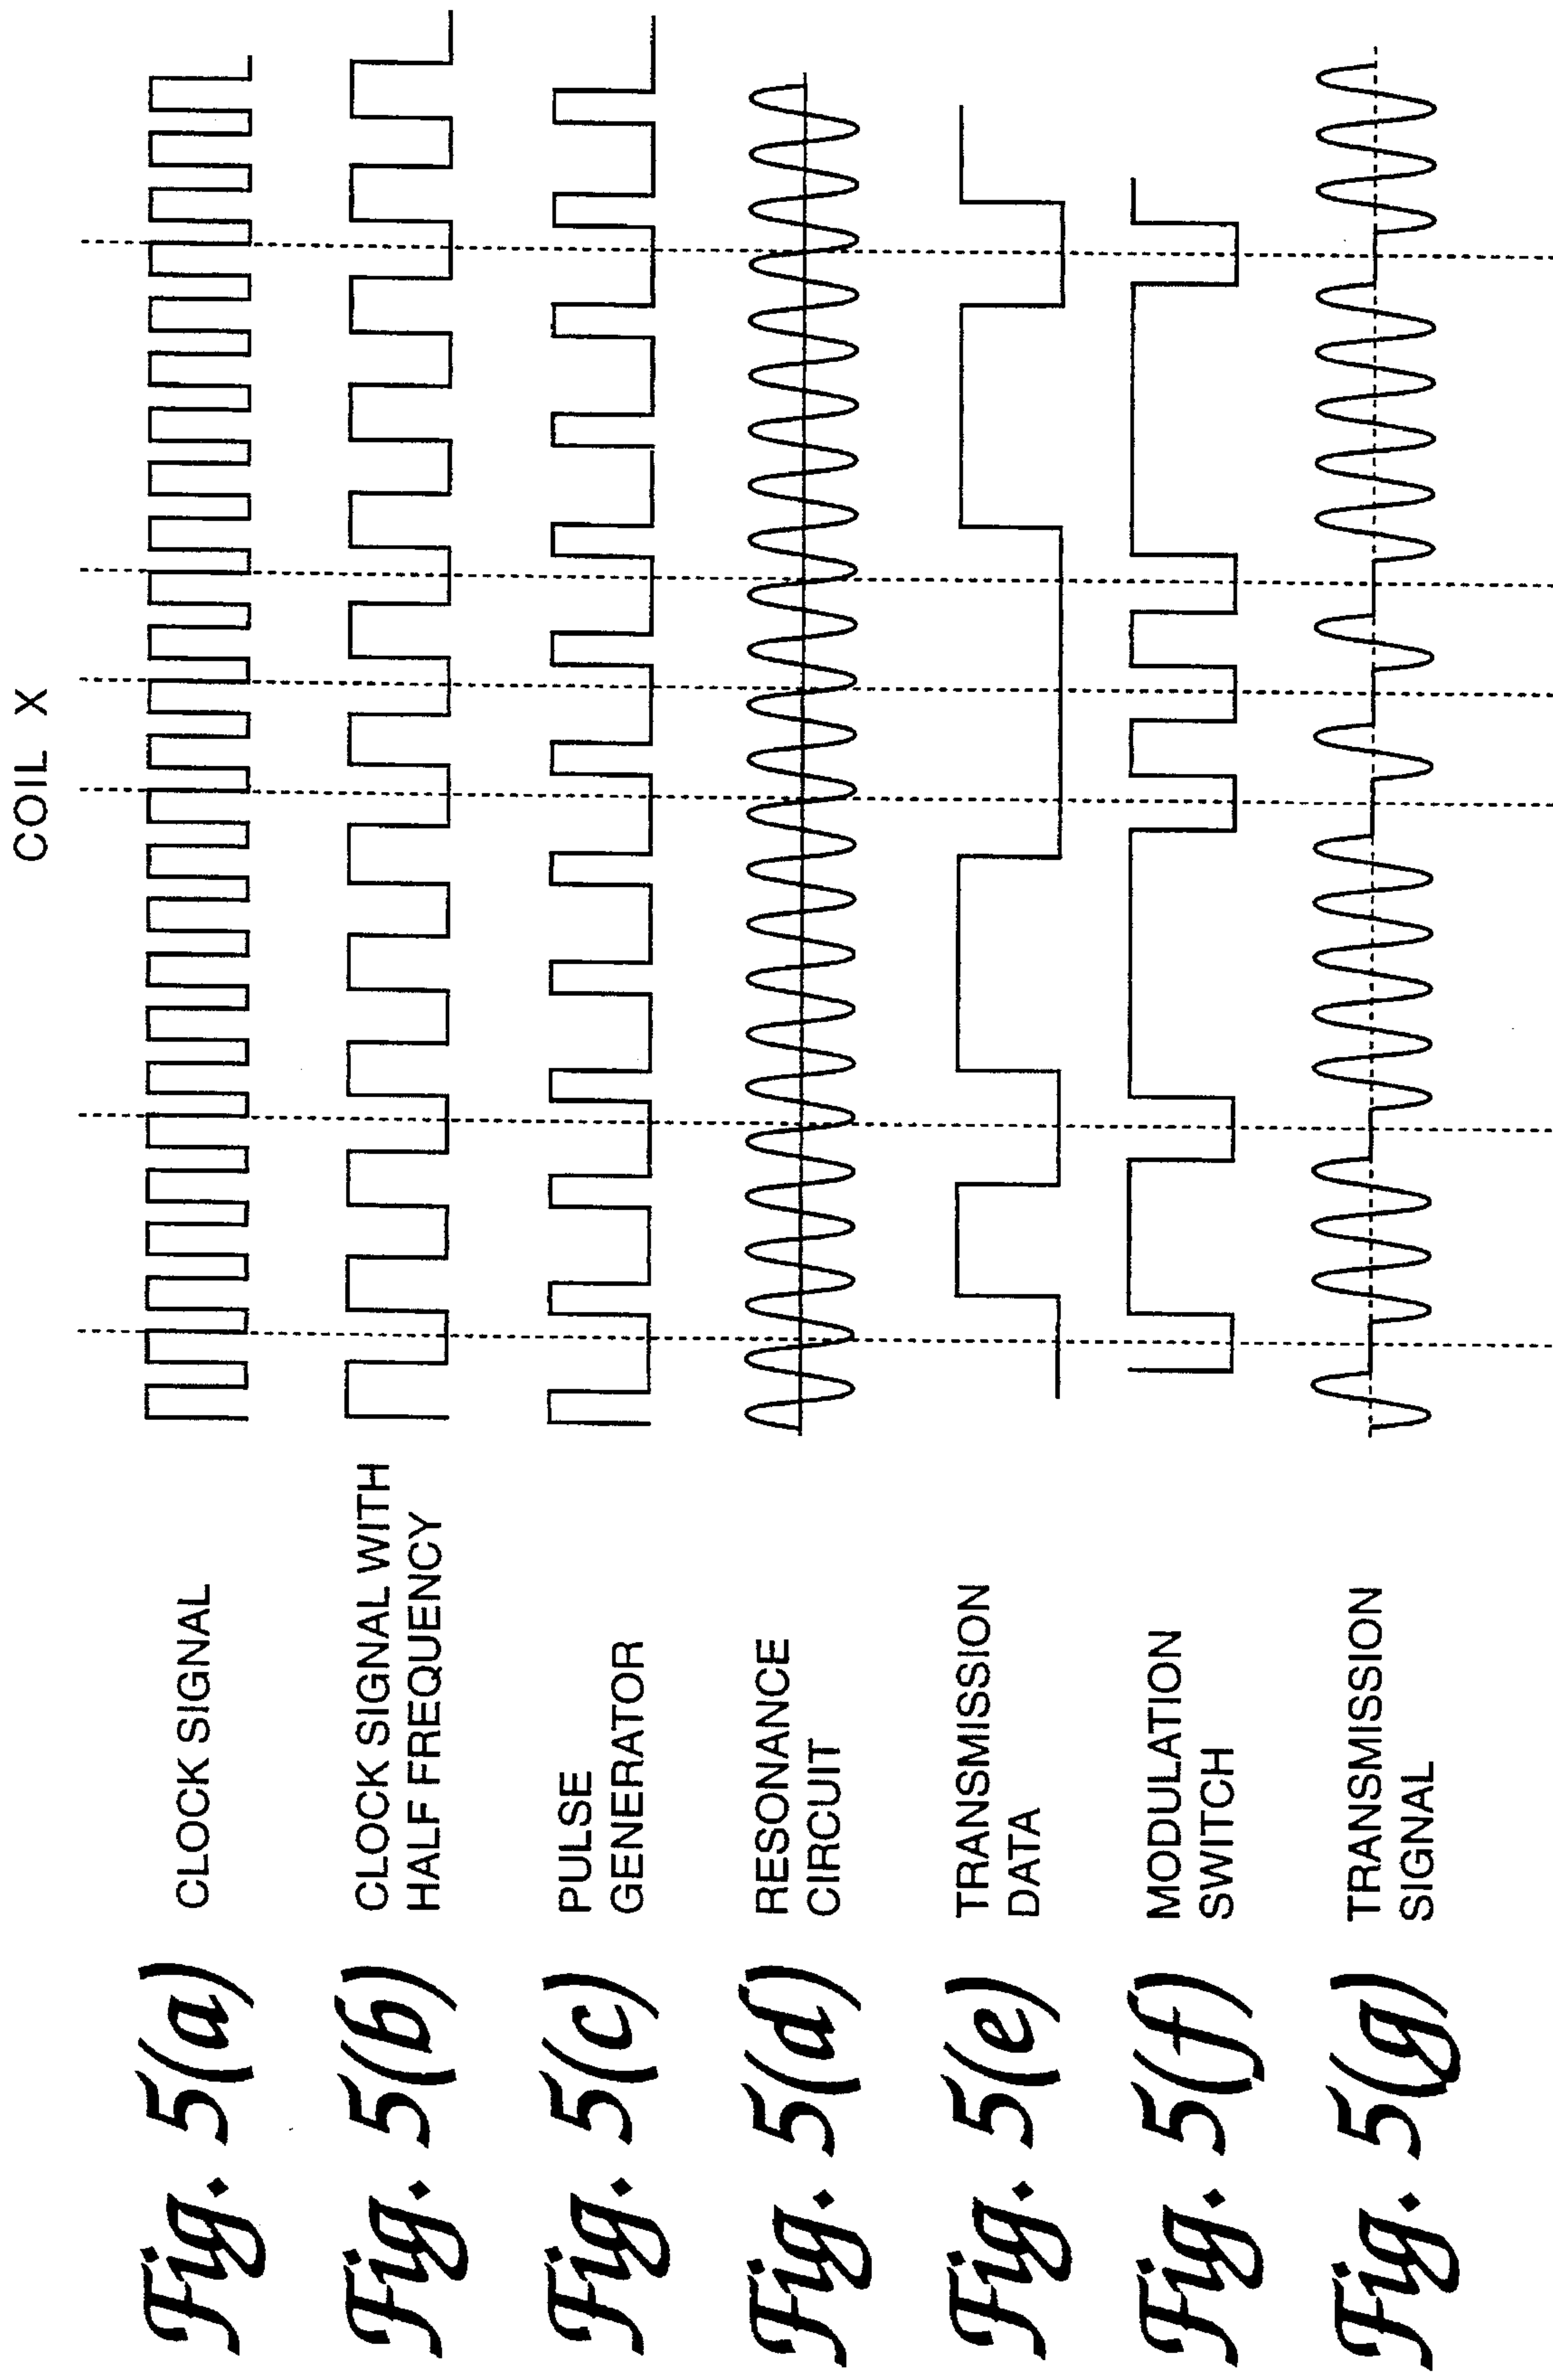 COIL X
Fig. 5(a) CLOCK SIGNAL
Fig. 5(b) CLOCK SIGNAL WITH
HALF FREQUENCY
Fig. 5(c) PULSE
GENERATOR
Fig. 5(d) RESONANCE
CIRCUIT
Fig. 5(e) TRANSMISSION
DATA
Fig. 5(f) MODULATION
SWITCH
Fig. 5(g) TRANSMISSION
SIGNAL